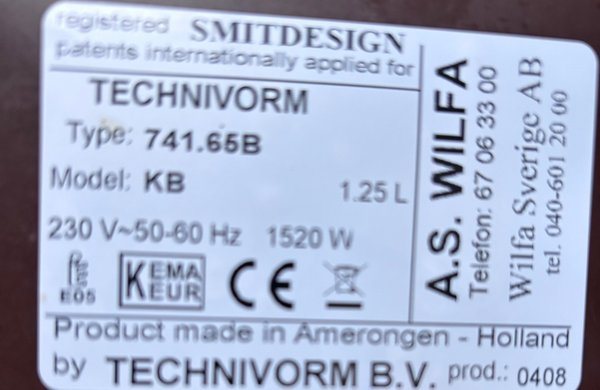 registered SMITDESIGN
patents internationally applied for
TECHNIVORM
Type: 741.65B
Model: KB 1.25 L
230 V~50-60 Hz 1520 W
E05
KEMA
KEUR
CE
A.S. WILFA
Telefon: 67 06 33 00
Wilfa Sverige AB
tel. 040-601 20 00
Product made in Amerongen - Holland
by TECHNIVORM B.V. prod.: 0408